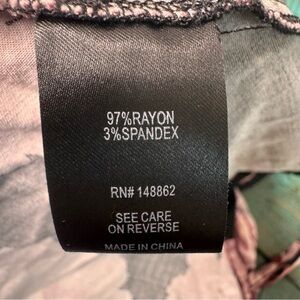 97%RAYON
3%SPANDEX
RN# 148862
SEE CARE
ON REVERSE
MADE IN CHINA